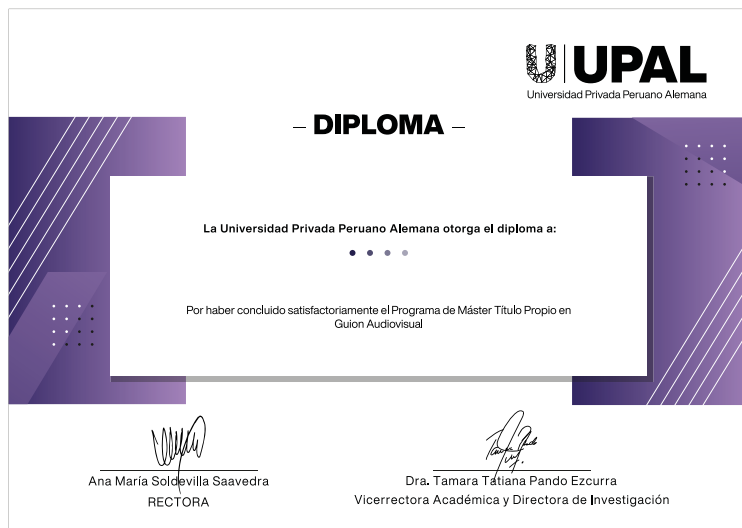 UPAL
Universidad Privada Peruano Alemana
DIPLOMA
La Universidad Privada Peruano Alemana otorga el diploma a:
Por haber concluido satisfactoriamente el Programa de Máster Título Propio en
Guion Audiovisual
Ana María Soldevilla Saavedra
RECTORA
Dra. Tamara Tatiana Pando Ezcurra
Vicerrectora Académica y Directora de Investigación